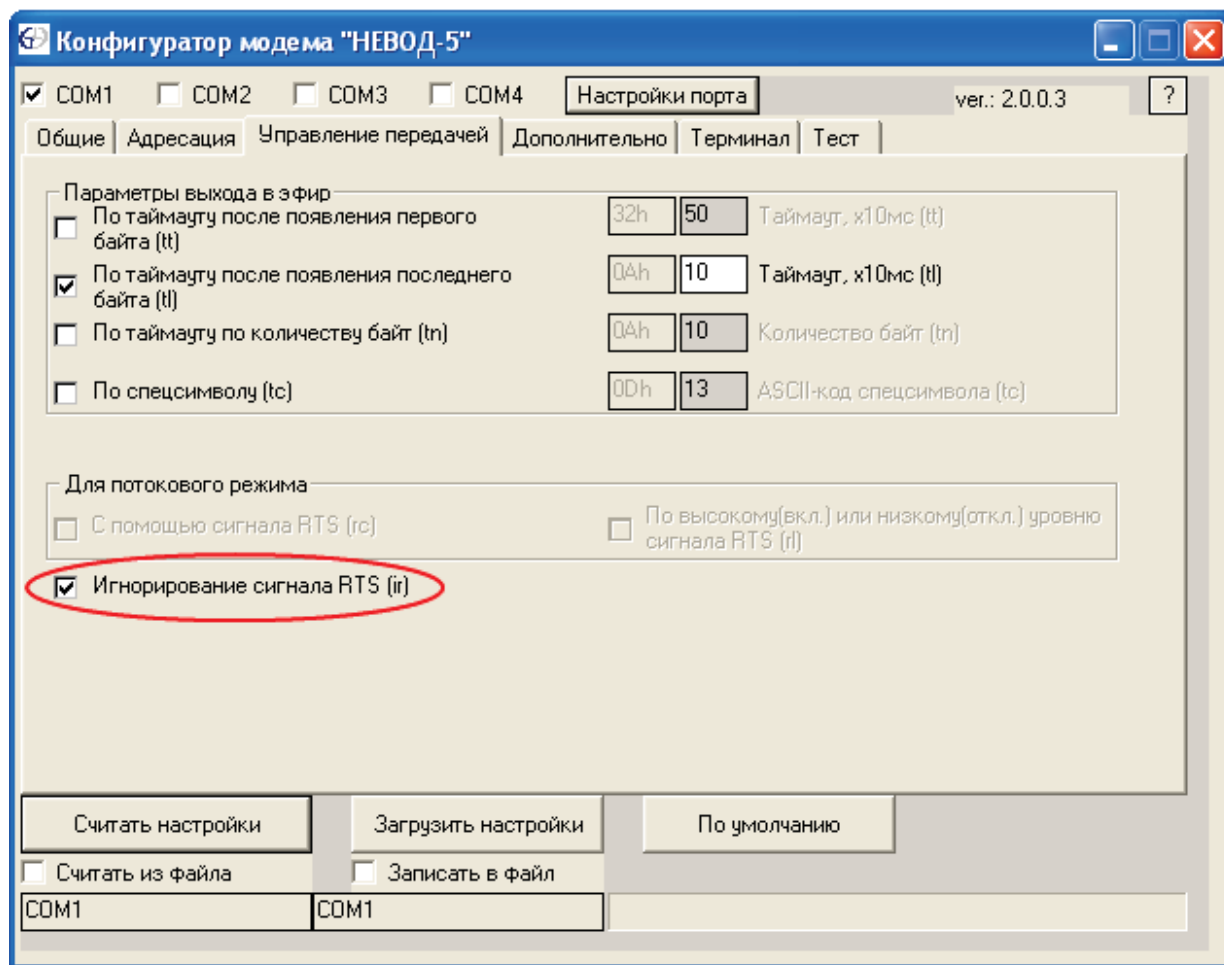 Конфигуратор модема "НЕВОД-5"
COM1 COM2 COM3 COM4 Настройки порта ver.: 2.0.0.3 ?
Общие Адресация Управление передачей Дополнительно Терминал Тест
Параметры выхода в эфир
По таймауту после появления первого
байта (tt)
32h 50 Таймаут, x10мс (tt)
По таймауту после появления последнего
байта (tl)
0Ah 10 Таймаут, x10мс (tl)
По таймауту по количеству байт (tn) 0Ah 10 Количество байт (tn)
По спецсимволу (tc) 0Dh 13 ASCII-код спецсимвола (tc)
Для потокового режима
С помощью сигнала RTS (rc)
По высокому(вкл.) или низкому(откл.) уровню
сигнала RTS (rl)
Игнорирование сигнала RTS (ir)
Считать настройки Загрузить настройки По умолчанию
Считать из файла Записать в файл
COM1 COM1